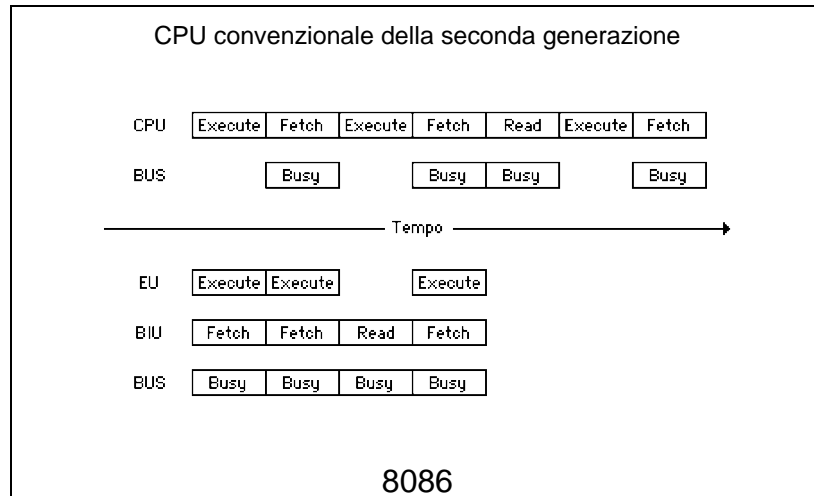 CPU convenzionale della seconda generazione
CPU Execute Fetch Execute Fetch Read Execute Fetch
BUS Busy Busy Busy Busy
Tempo
EU Execute Execute Execute
BIU Fetch Fetch Read Fetch
BUS Busy Busy Busy Busy
8086